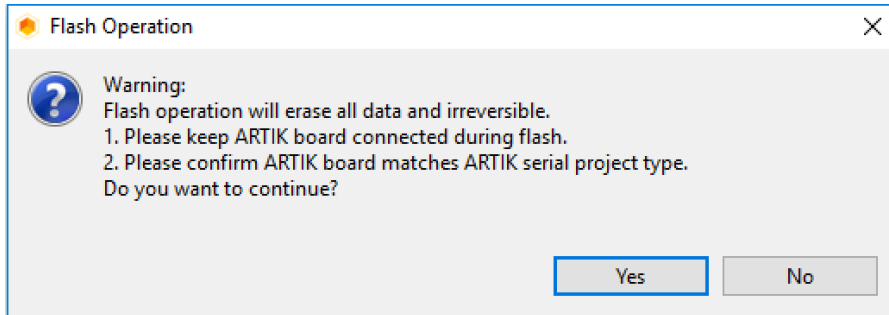 Flash Operation
Warning:
Flash operation will erase all data and irreversible.
1. Please keep ARTIK board connected during flash.
2. Please confirm ARTIK board matches ARTIK serial project type.
Do you want to continue?
Yes
No